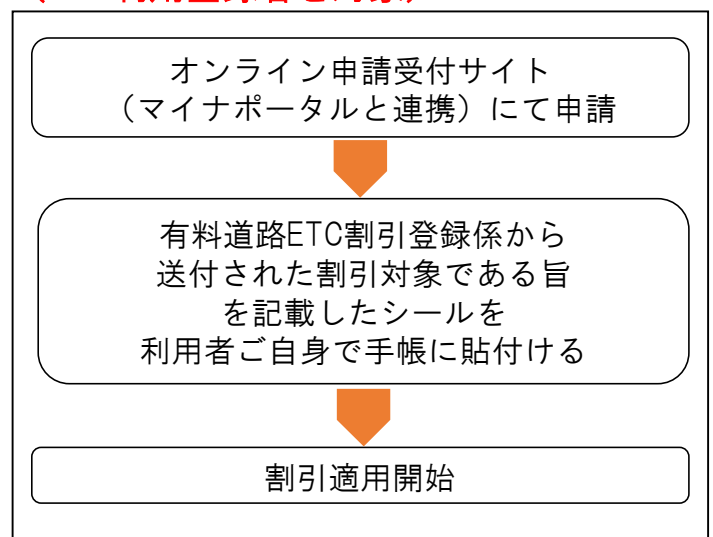 オンライン申請受付サイト
（マイナポータルと連携）にて申請
有料道路ETC割引登録係から
送付された割引対象である旨
を記載したシールを
利用者ご自身で手帳に貼付ける
割引適用開始